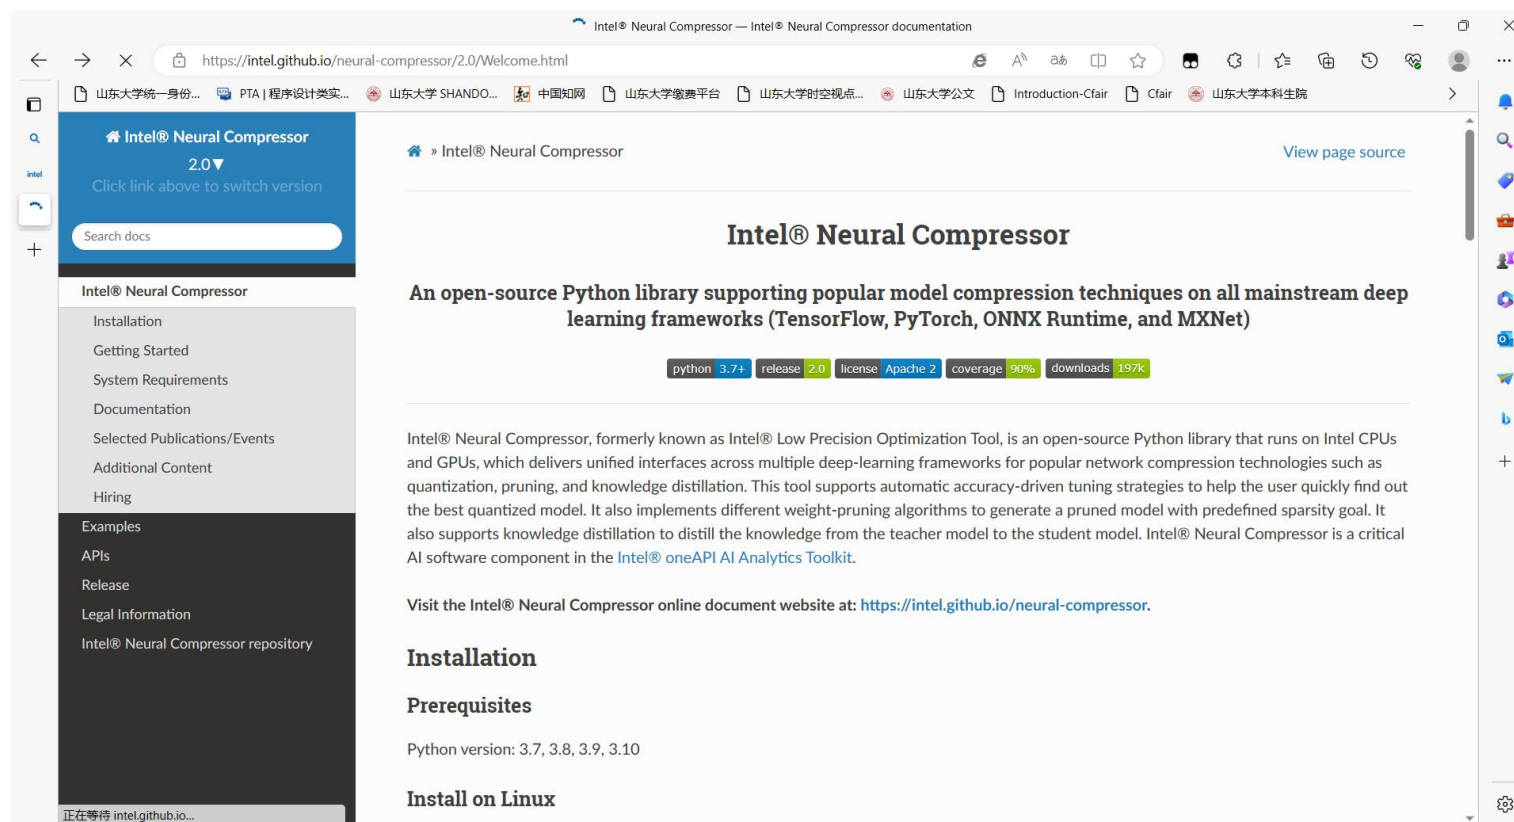 Intel® Neural Compressor — Intel® Neural Compressor documentation
https://intel.github.io/neural-compressor/2.0/Welcome.html
山东大学统一身份... PTA | 程序设计类实... 山东大学 SHANDO... 中国知网 山东大学缴费平台 山东大学时空视点... 山东大学公文 Introduction-Cfair Cfair 山东大学本科生院
Intel® Neural Compressor
2.0▼
Click link above to switch version
Search docs
intel
Intel® Neural Compressor
Installation
Getting Started
System Requirements
Documentation
Selected Publications/Events
Additional Content
Hiring
Examples
APIs
Release
Legal Information
Intel® Neural Compressor repository
正在等待 intel.github.io...
» Intel® Neural Compressor
View page source
Intel® Neural Compressor
An open-source Python library supporting popular model compression techniques on all mainstream deep
learning frameworks (TensorFlow, PyTorch, ONNX Runtime, and MXNet)
python 3.7+ release 2.0 license Apache 2 coverage 90% downloads 197k
Intel® Neural Compressor, formerly known as Intel® Low Precision Optimization Tool, is an open-source Python library that runs on Intel CPUs
and GPUs, which delivers unified interfaces across multiple deep-learning frameworks for popular network compression technologies such as
quantization, pruning, and knowledge distillation. This tool supports automatic accuracy-driven tuning strategies to help the user quickly find out
the best quantized model. It also implements different weight-pruning algorithms to generate a pruned model with predefined sparsity goal. It
also supports knowledge distillation to distill the knowledge from the teacher model to the student model. Intel® Neural Compressor is a critical
AI software component in the Intel® oneAPI AI Analytics Toolkit.
Visit the Intel® Neural Compressor online document website at: https://intel.github.io/neural-compressor.
Installation
Prerequisites
Python version: 3.7, 3.8, 3.9, 3.10
Install on Linux